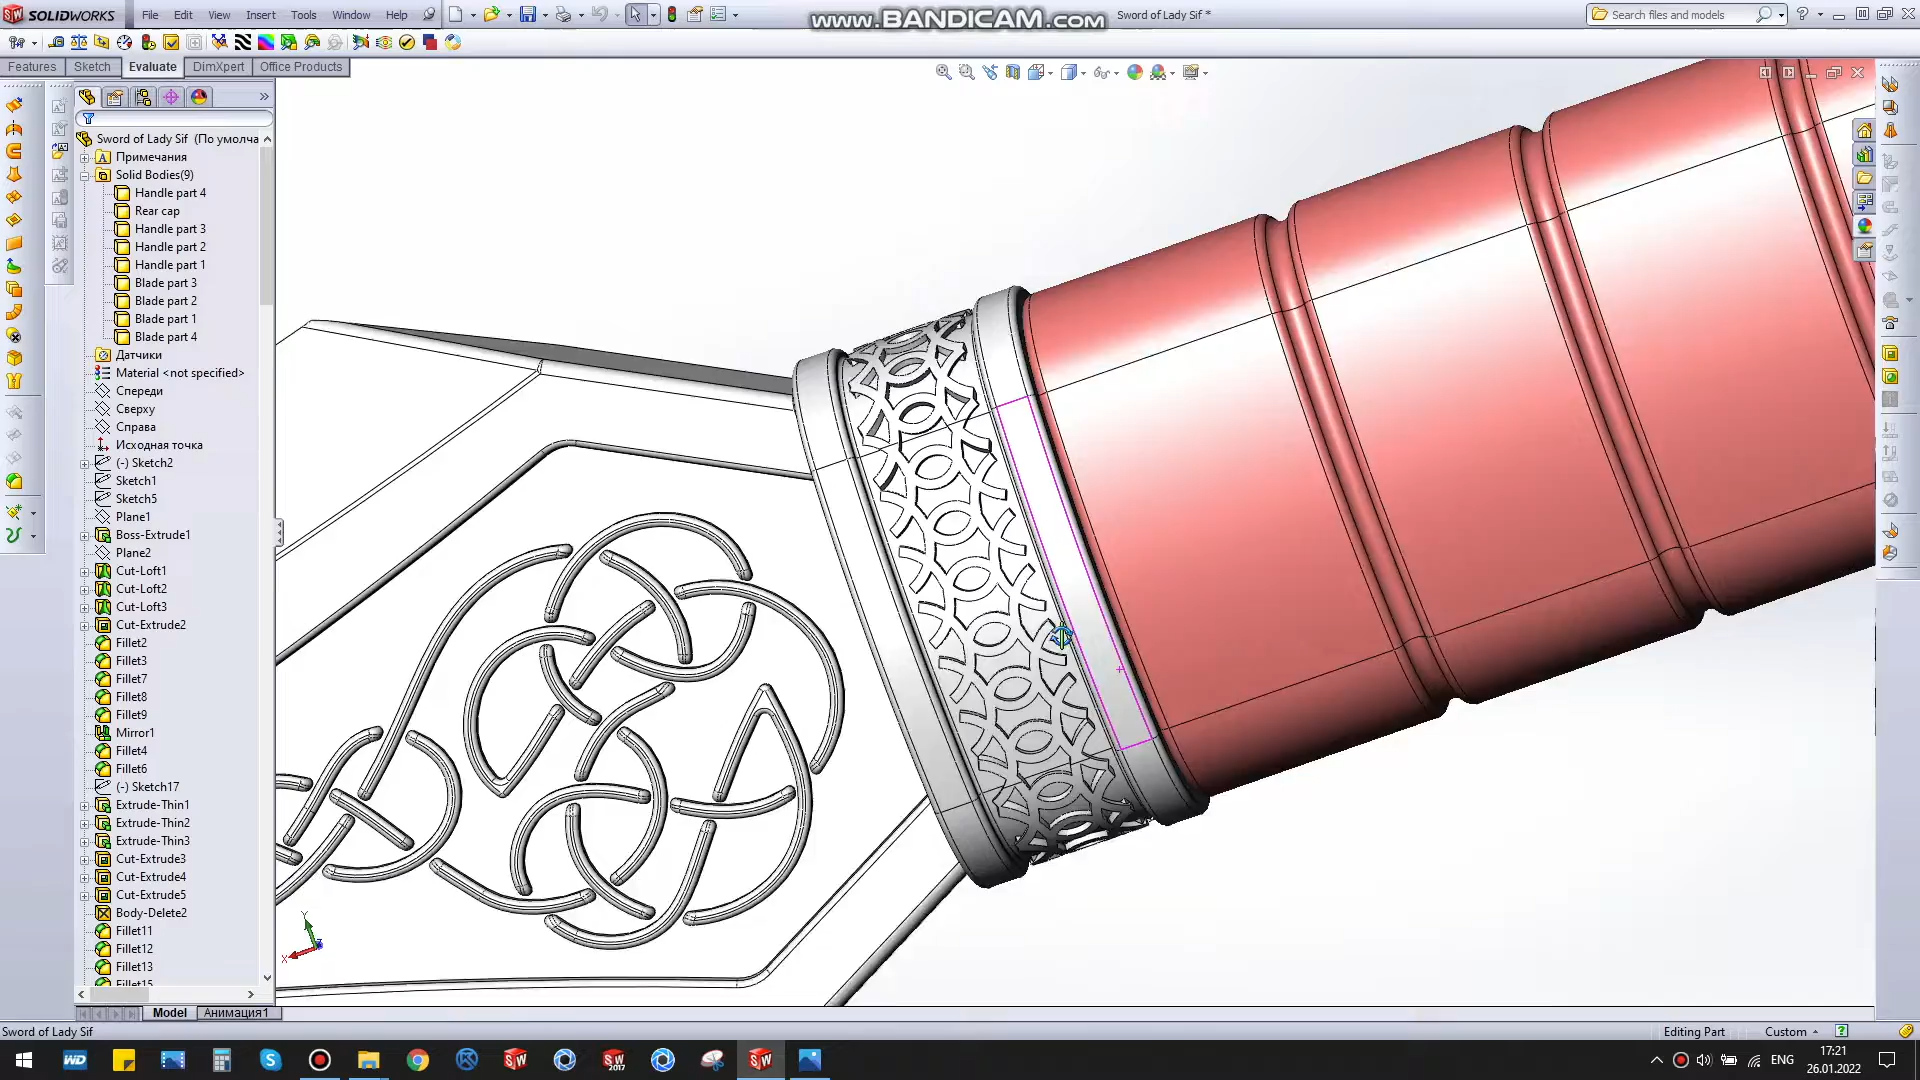 SOLIDWORKS File Edit View Insert Tools Window Help Sword of Lady Sif * Search files and models
www.BANDICAM.com
Features Sketch Evaluate DimXpert Office Products
Sword of Lady Sif (По умолча
Примечания
Solid Bodies(9)
Handle part 4
Rear cap
Handle part 3
Handle part 2
Handle part 1
Blade part 3
Blade part 2
Blade part 1
Blade part 4
Датчики
Material <not specified>
Спереди
Сверху
Справа
Исходная точка
(-) Sketch2
Sketch1
Sketch5
Plane1
Boss-Extrude1
Plane2
Cut-Loft1
Cut-Loft2
Cut-Loft3
Cut-Extrude2
Fillet2
Fillet3
Fillet7
Fillet8
Fillet9
Mirror1
Fillet4
Fillet6
(-) Sketch17
Extrude-Thin1
Extrude-Thin2
Extrude-Thin3
Cut-Extrude3
Cut-Extrude4
Cut-Extrude5
Body-Delete2
Fillet11
Fillet12
Fillet13
Fillet15
Y
X
Z
Model Анимация1
Sword of Lady Sif Editing Part Custom
ENG 17:21
26.01.2022